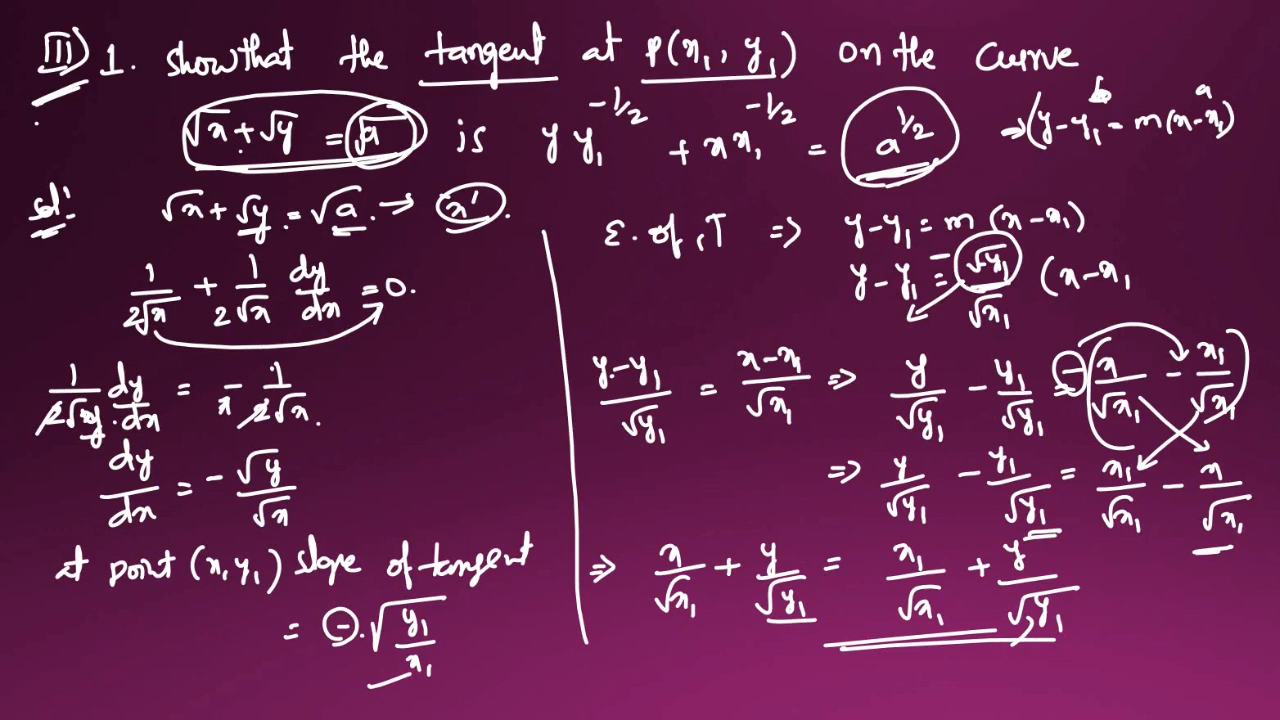 III) 1. show that the tangent at P(x₁, y₁) on the curve
√x + √y = √a is y y₁^(-1/2) + x x₁^(-1/2) = a^(1/2) ⇒ (y-y₁ = m(x-x₁)
b a
sol:
√x + √y = √a → x'.
1/(2√x) + 1/(2√x) dy/dx = 0.
1/(2√y) · dy/dx = - 1/(2√x).
dy/dx = - √y/√x
at point (x, y₁) slope of tangent
= -.√(y₁/x₁)
E. of, T ⇒ y-y₁ = m (x-x₁)
y-y₁ = -√y₁/√x₁ (x-x₁
(y-y₁)/√y₁ = (x-x₁)/√x₁ ⇒ y/√y₁ - y₁/√y₁ = -(x/√x₁ - x₁/√x₁)
⇒ y/√y₁ - y₁/√y₁ = x₁/√x₁ - x/√x₁
⇒ x/√x₁ + y/√y₁ = x₁/√x₁ + y/√y₁